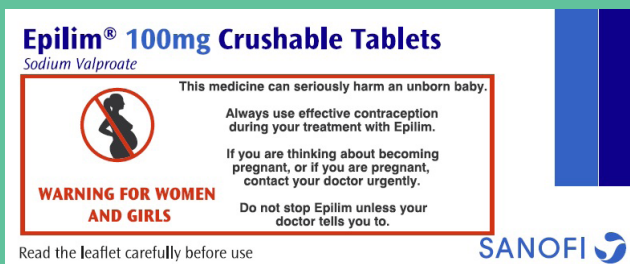 Epilim® 100mg Crushable Tablets
Sodium Valproate
This medicine can seriously harm an unborn baby.
Always use effective contraception
during your treatment with Epilim.
If you are thinking about becoming
pregnant, or if you are pregnant,
contact your doctor urgently.
Do not stop Epilim unless your
doctor tells you to.
WARNING FOR WOMEN
AND GIRLS
Read the leaflet carefully before use
SANOFI